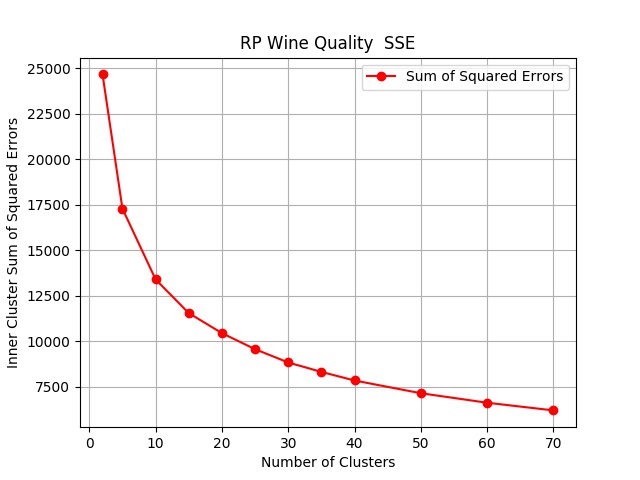 RP Wine Quality  SSE
Sum of Squared Errors
Inner Cluster Sum of Squared Errors
25000
22500
20000
17500
15000
12500
10000
7500
0 10 20 30 40 50 60 70
Number of Clusters